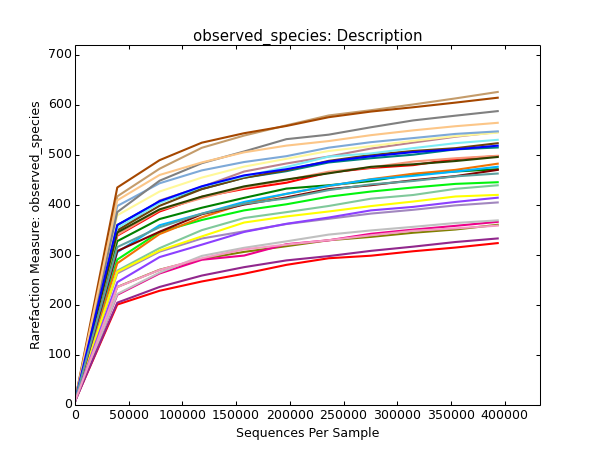 observed_species: Description
700
600
500
400
300
200
100
0
Rarefaction Measure: observed_species
0 50000 100000 150000 200000 250000 300000 350000 400000
Sequences Per Sample